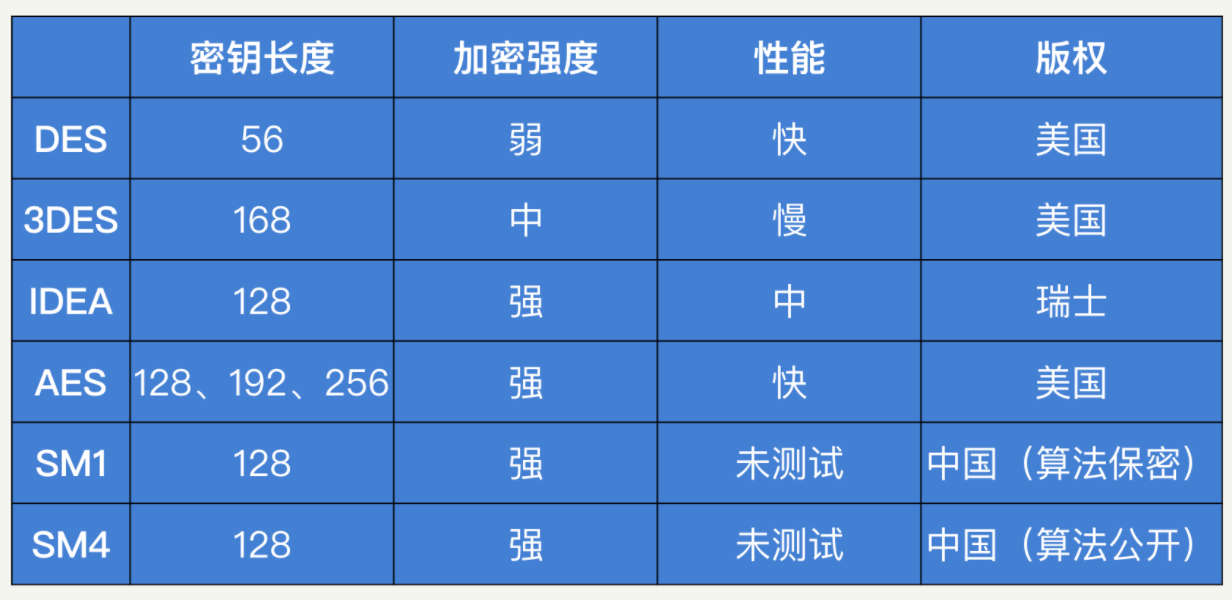 密钥长度 加密强度 性能 版权
DES 56 弱 快 美国
3DES 168 中 慢 美国
IDEA 128 强 中 瑞士
AES 128、192、256 强 快 美国
SM1 128 强 未测试 中国（算法保密）
SM4 128 强 未测试 中国（算法公开）